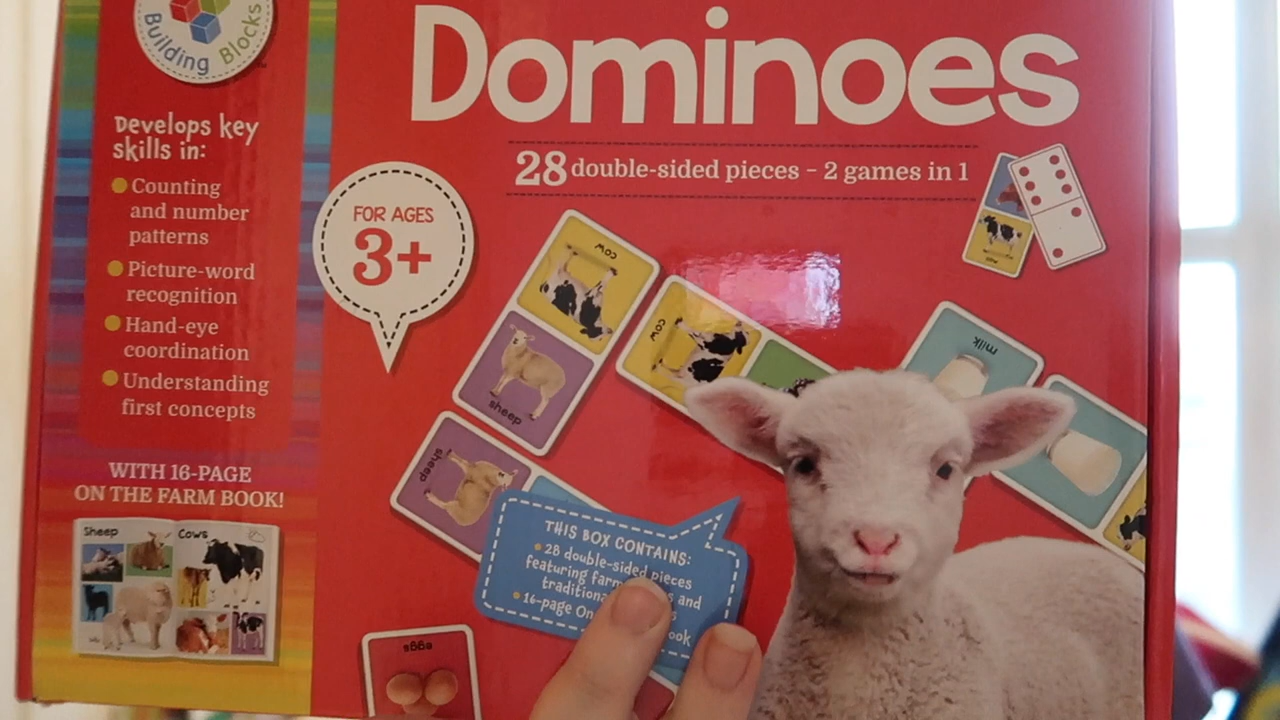 Building Blocks
Dominoes
28 double-sided pieces - 2 games in 1
Develops key
skills in:
Counting
and number
patterns
Picture-word
recognition
Hand-eye
coordination
Understanding
first concepts
WITH 16-PAGE
ON THE FARM BOOK!
Sheep
Cows
FOR AGES
3+
cow
cow
sheep
sheep
milk
THIS BOX CONTAINS:
28 double-sided pieces
featuring farm and
16-page
eggs